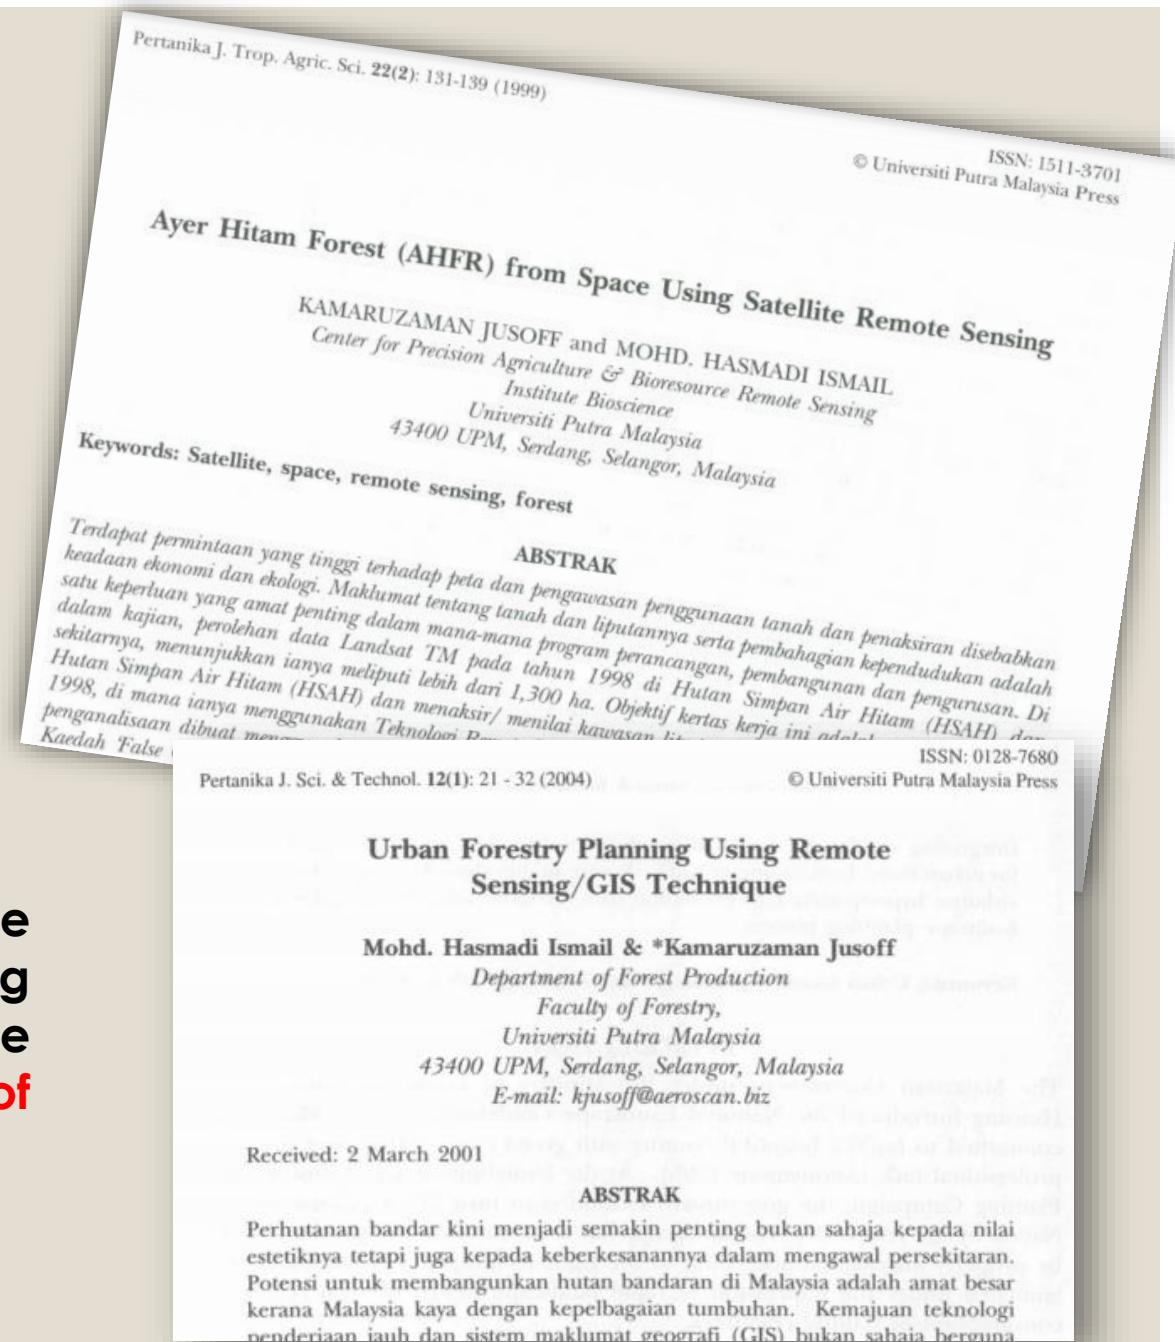 Pertanika J. Trop. Agric. Sci. 22(2): 131-139 (1999)
ISSN: 1511-3701
© Universiti Putra Malaysia Press
Ayer Hitam Forest (AHFR) from Space Using Satellite Remote Sensing
KAMARUZAMAN JUSOFF and MOHD. HASMADI ISMAIL
Center for Precision Agriculture & Bioresource Remote Sensing
Institute Bioscience
Universiti Putra Malaysia
43400 UPM, Serdang, Selangor, Malaysia
Keywords: Satellite, space, remote sensing, forest
ABSTRAK
Terdapat permintaan yang tinggi terhadap peta dan pengawasan penggunaan tanah dan penaksiran disebabkan
keadaan ekonomi dan ekologi. Maklumat tentang tanah dan liputannya serta pembahagian kependudukan adalah
satu keperluan yang amat penting dalam mana-mana program perancangan, pembangunan dan pengurusan. Di
dalam kajian, perolehan data Landsat TM pada tahun 1998 di Hutan Simpan Air Hitam (HSAH) dan
sekitarnya, menunjukkan ianya meliputi lebih dari 1,300 ha. Objektif kertas kerja ini
Hutan Simpan Air Hitam (HSAH) dan menaksir/ menilai kawasan
1998, di mana ianya menggunakan Teknologi
penganalisaan dibuat
Kaedah 'False
ISSN: 0128-7680
Pertanika J. Sci. & Technol. 12(1): 21 - 32 (2004)
© Universiti Putra Malaysia Press
Urban Forestry Planning Using Remote
Sensing/GIS Technique
Mohd. Hasmadi Ismail & *Kamaruzaman Jusoff
Department of Forest Production
Faculty of Forestry,
Universiti Putra Malaysia
43400 UPM, Serdang, Selangor, Malaysia
E-mail: kjusoff@aeroscan.biz
Received: 2 March 2001
ABSTRAK
Perhutanan bandar kini menjadi semakin penting bukan sahaja kepada nilai
estetiknya tetapi juga kepada keberkesanannya dalam mengawal persekitaran.
Potensi untuk membangunkan hutan bandaran di Malaysia adalah amat besar
kerana Malaysia kaya dengan kepelbagaian tumbuhan. Kemajuan teknologi
penderiaan jauh dan sistem maklumat geografi (GIS) bukan sahaja berguna
e
g
e
of